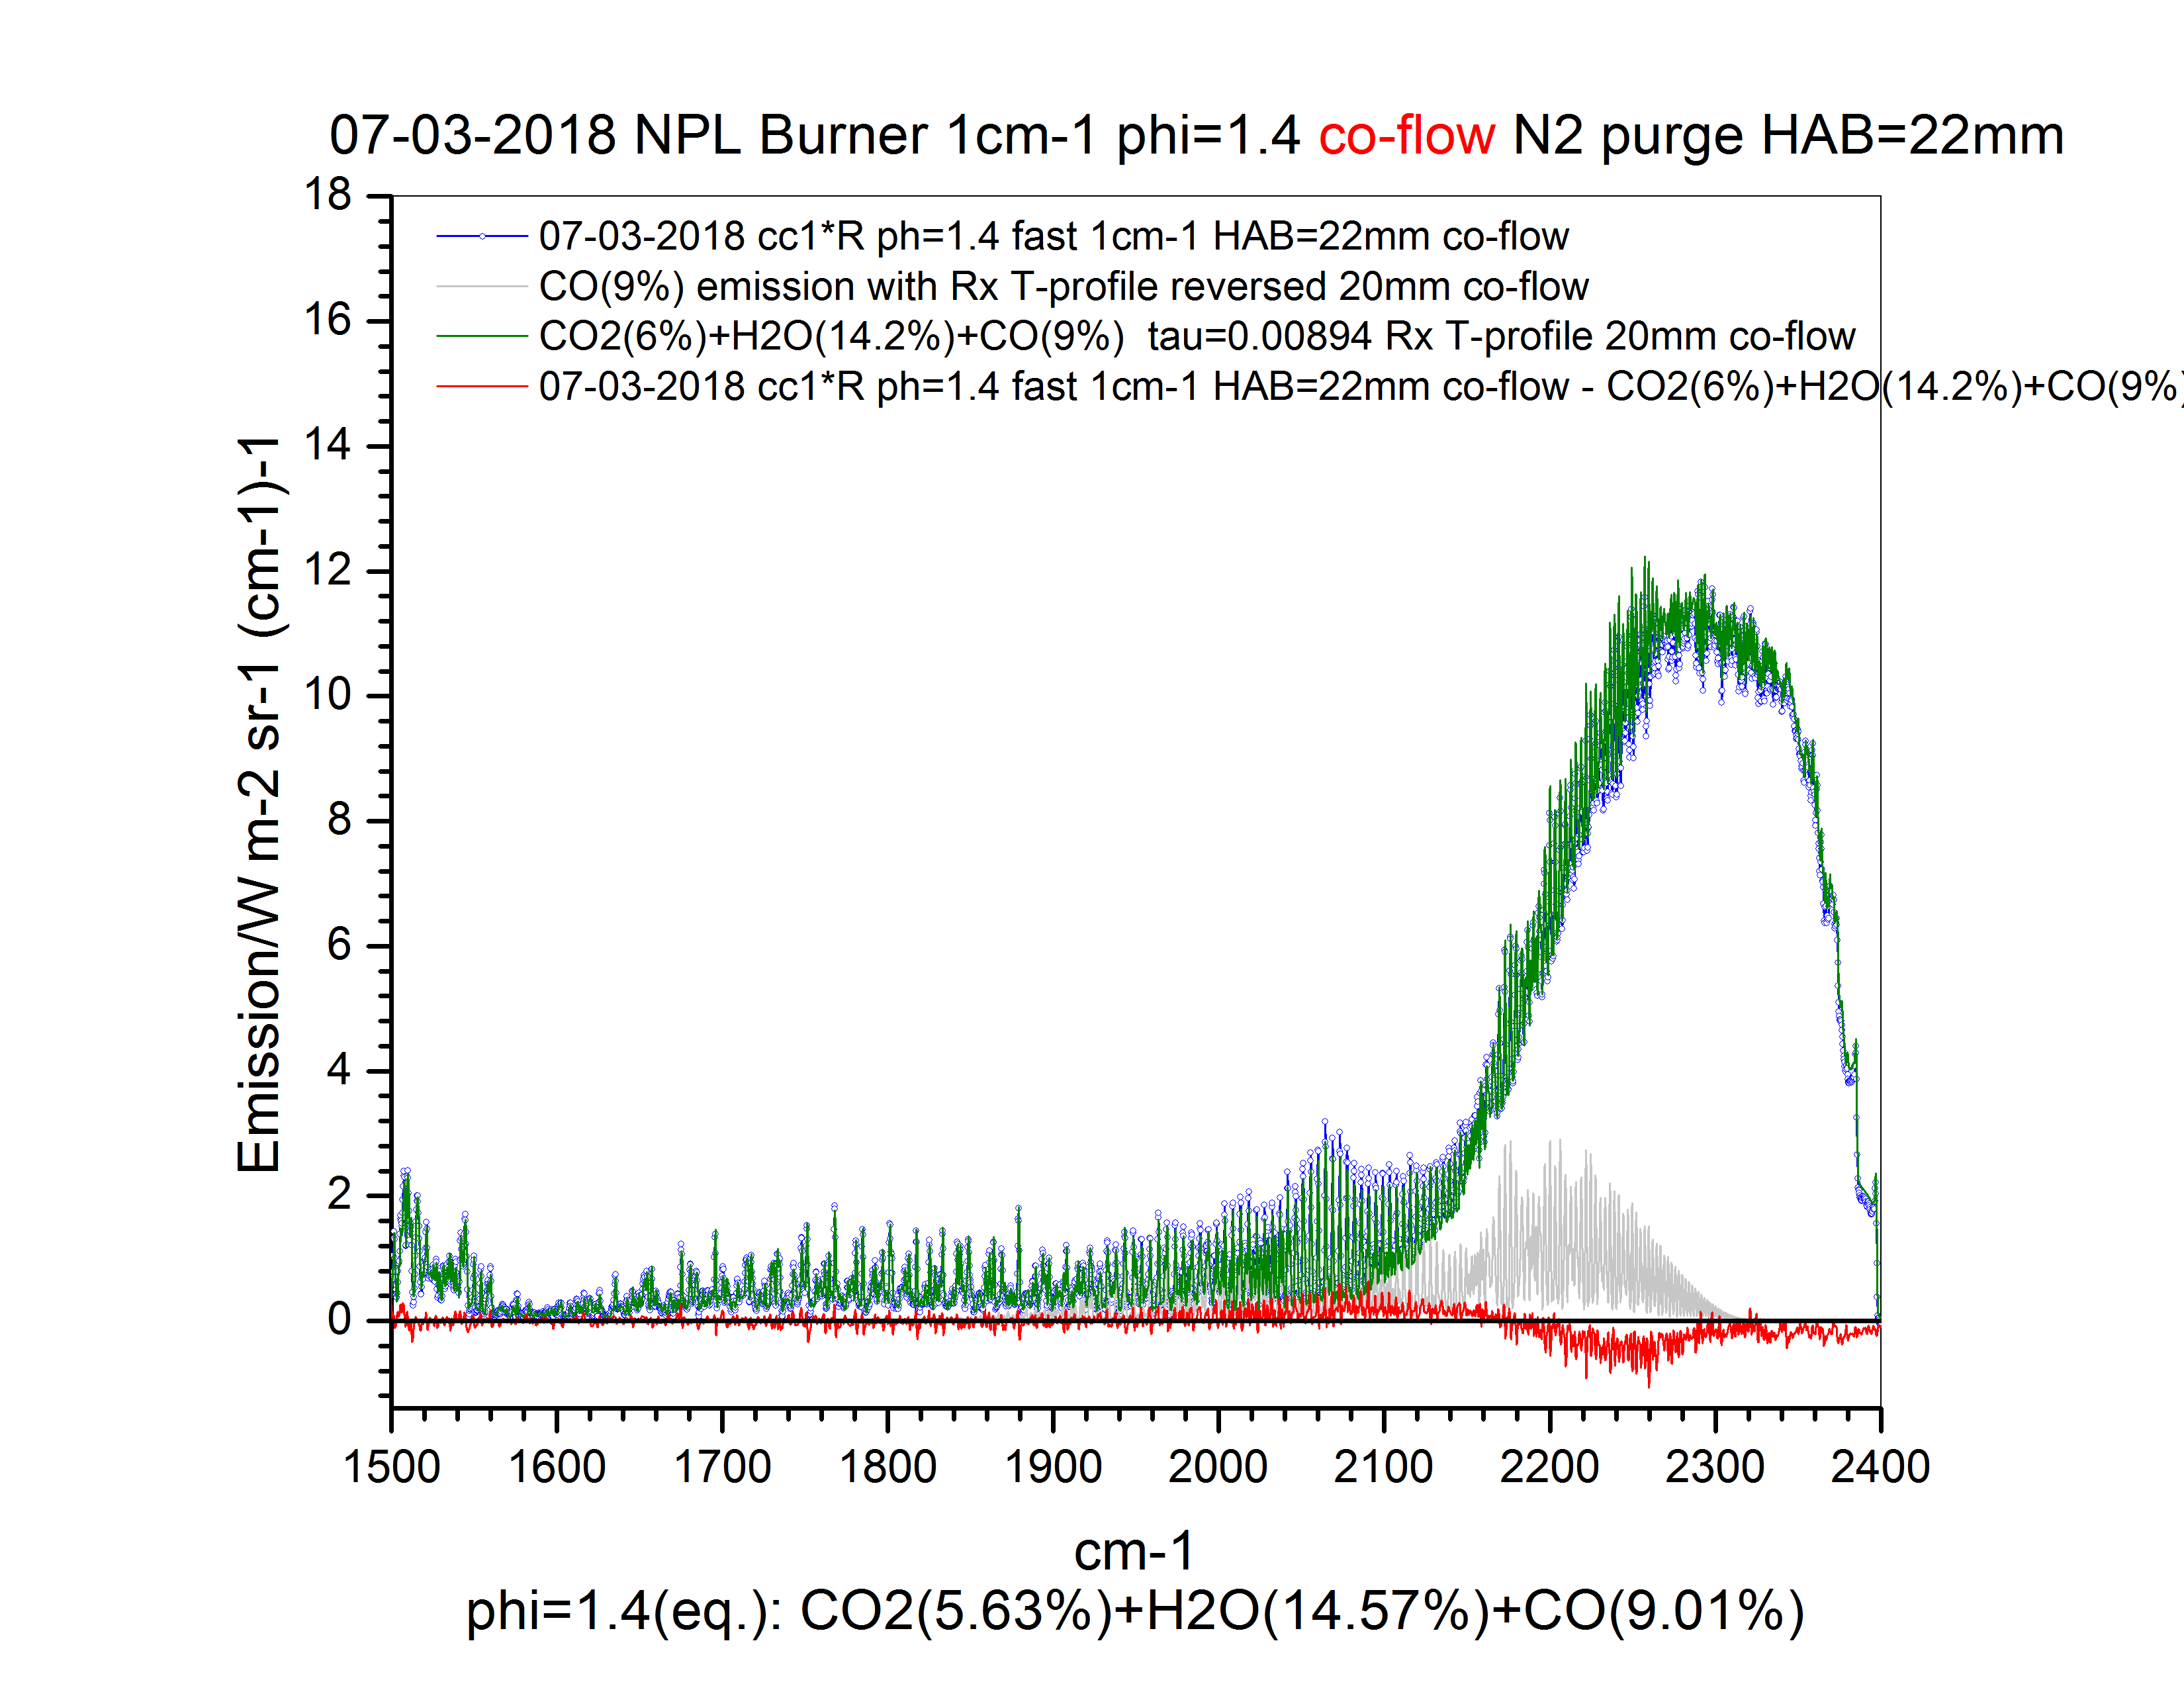 07-03-2018 NPL Burner 1cm-1 phi=1.4 co-flow N2 purge HAB=22mm
18
16
14
12
10
8
6
4
2
0
Emission/W m-2 sr-1 (cm-1)-1
07-03-2018 cc1*R ph=1.4 fast 1cm-1 HAB=22mm co-flow
CO(9%) emission with Rx T-profile reversed 20mm co-flow
CO2(6%)+H2O(14.2%)+CO(9%) tau=0.00894 Rx T-profile 20mm co-flow
07-03-2018 cc1*R ph=1.4 fast 1cm-1 HAB=22mm co-flow - CO2(6%)+H2O(14.2%)+CO(9%)
1500 1600 1700 1800 1900 2000 2100 2200 2300 2400
cm-1
phi=1.4(eq.): CO2(5.63%)+H2O(14.57%)+CO(9.01%)